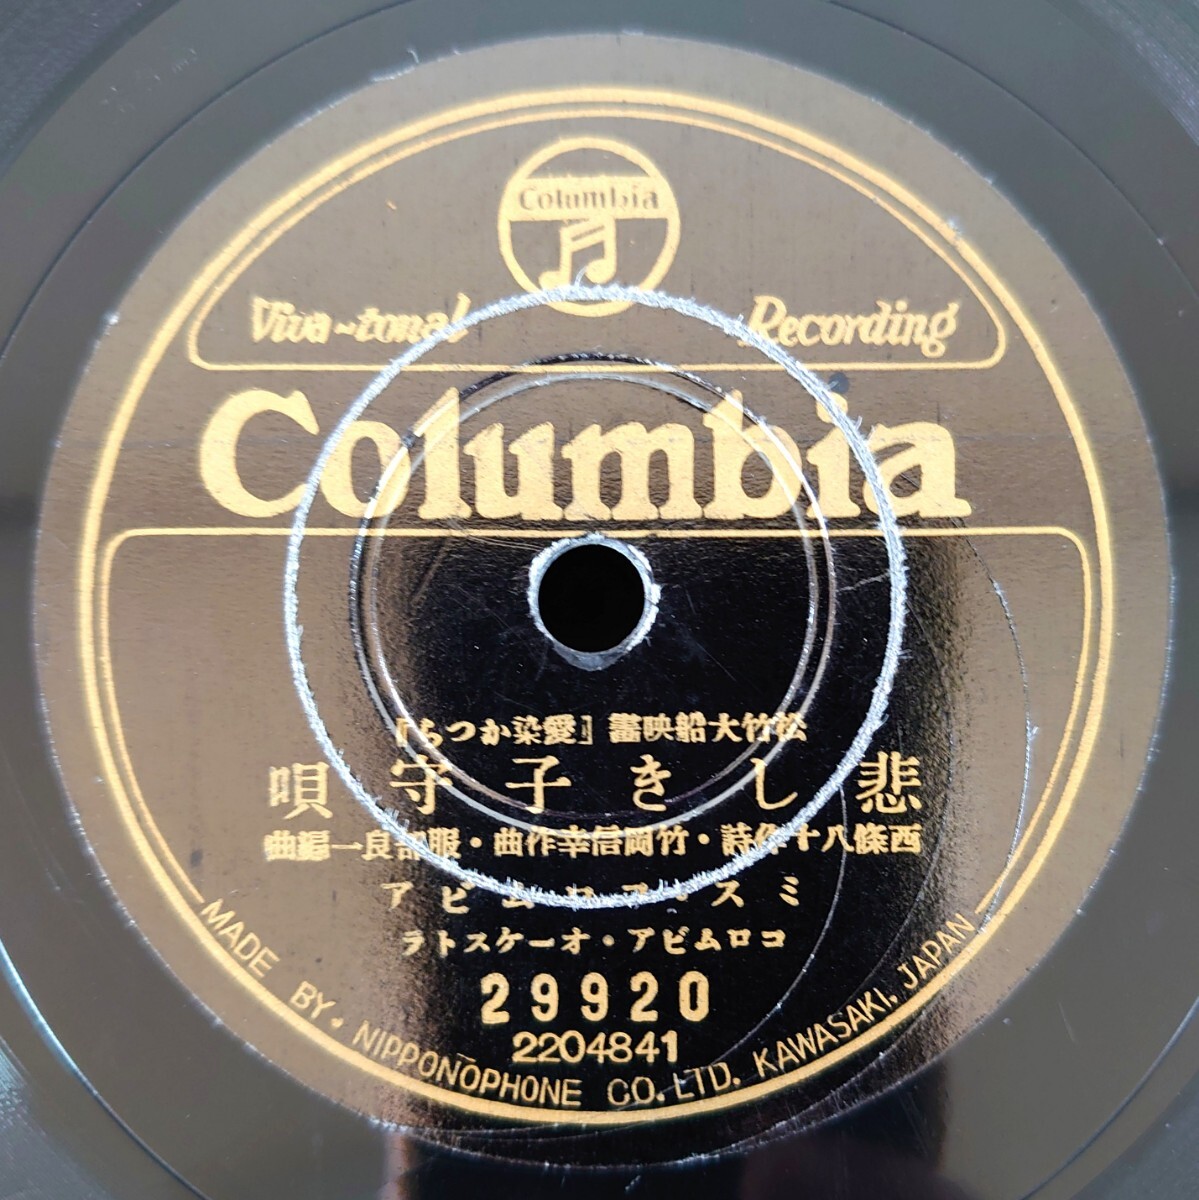 Columbia
Viva-tonal Recording
Columbia
松竹大船映畫『愛染かつら』
悲しき子守唄
西條八十作詩・竹岡信幸作曲・服部良一編曲
ミス・コロムビア
コロムビア・オーケストラ
29920
2204841
MADE BY. NIPPONOPHONE CO. LTD. KAWASAKI. JAPAN